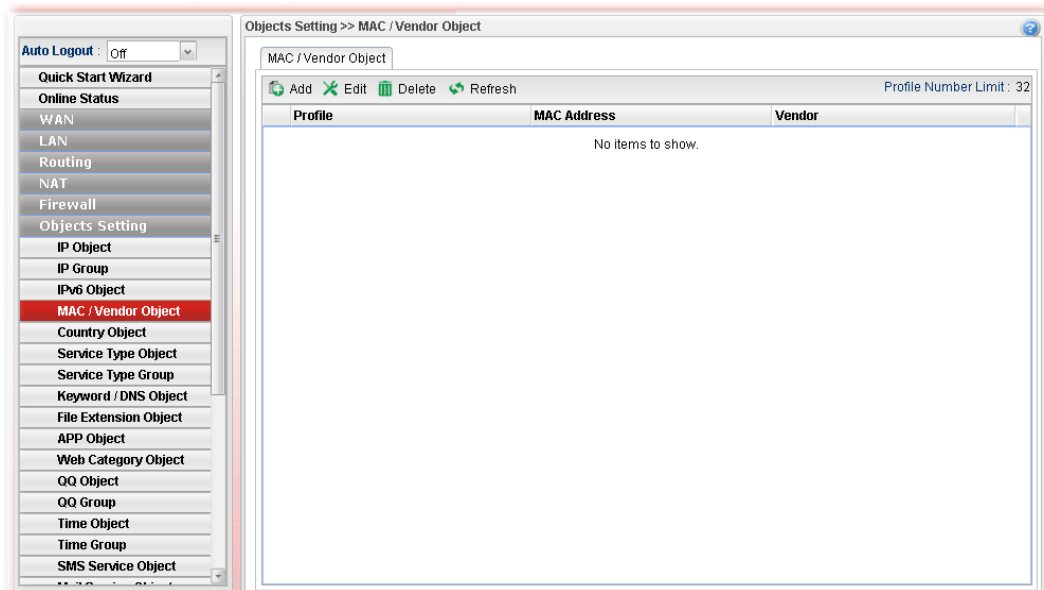 Objects Setting >> MAC / Vendor Object
Auto Logout : Off
Quick Start Wizard
Online Status
WAN
LAN
Routing
NAT
Firewall
Objects Setting
IP Object
IP Group
IPv6 Object
MAC / Vendor Object
Country Object
Service Type Object
Service Type Group
Keyword / DNS Object
File Extension Object
APP Object
Web Category Object
QQ Object
QQ Group
Time Object
Time Group
SMS Service Object
MAC / Vendor Object
Add Edit Delete Refresh Profile Number Limit : 32
Profile MAC Address Vendor
No items to show.